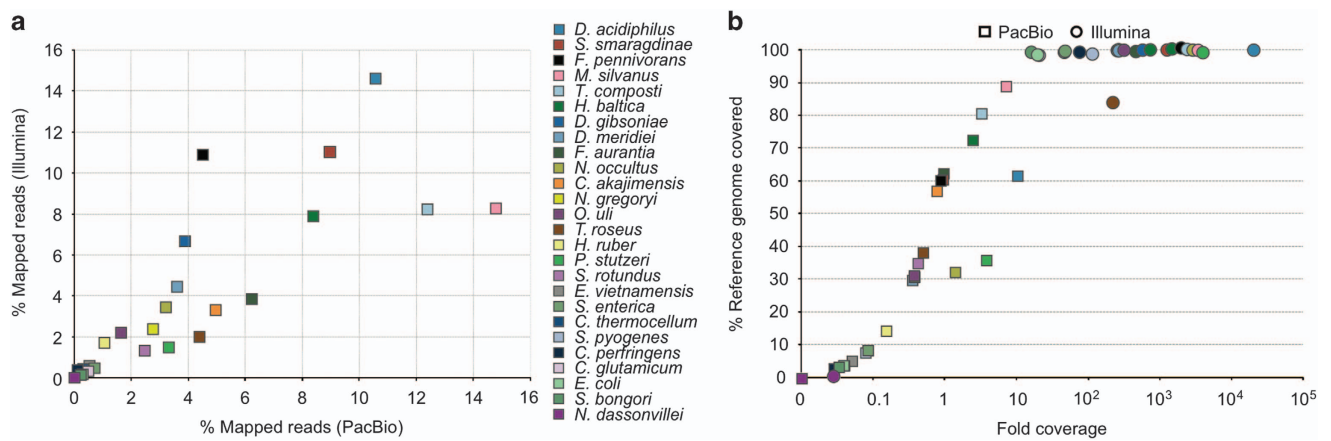 a
% Mapped reads (Illumina)
16
14
12
10
8
6
4
2
0
0 2 4 6 8 10 12 14 16
% Mapped reads (PacBio)
D. acidiphilus
S. smaragdinae
F. pennivorans
M. silvanus
T. composti
H. baltica
D. gibsoniae
D. meridiei
F. aurantia
N. occultus
C. akajimensis
N. gregoryi
O. uli
T. roseus
H. ruber
P. stutzeri
S. rotundus
E. vietnamensis
S. enterica
C. thermocellum
S. pyogenes
C. perfringens
C. glutamicum
E. coli
S. bongori
N. dassonvillei
b
PacBio Illumina
% Reference genome covered
100
90
80
70
60
50
40
30
20
10
0
0 0.1 1 10 100 10³ 10⁴ 10⁵
Fold coverage